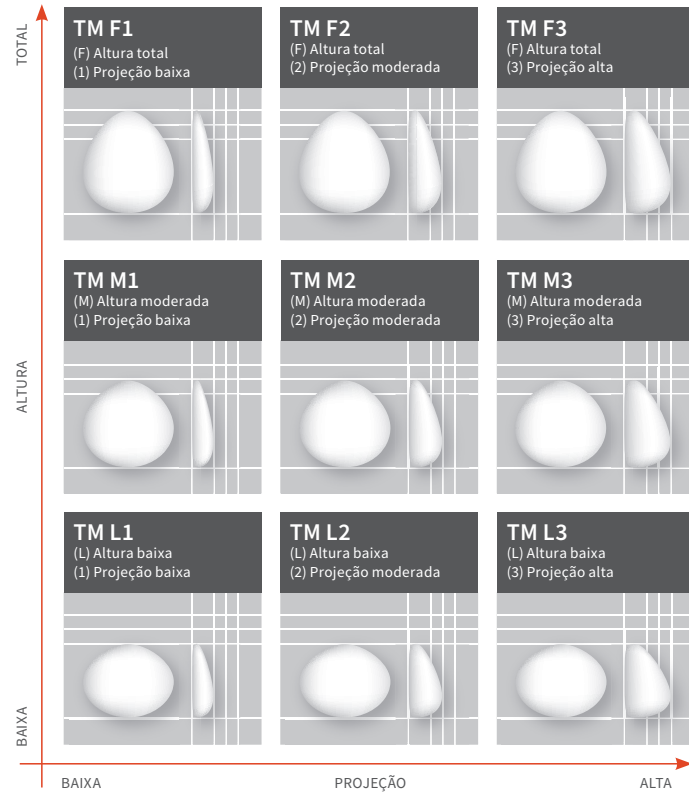 TOTAL
ALTURA
BAIXA
TM F1
(F) Altura total
(1) Projeção baixa
TM F2
(F) Altura total
(2) Projeção moderada
TM F3
(F) Altura total
(3) Projeção alta
TM M1
(M) Altura moderada
(1) Projeção baixa
TM M2
(M) Altura moderada
(2) Projeção moderada
TM M3
(M) Altura moderada
(3) Projeção alta
TM L1
(L) Altura baixa
(1) Projeção baixa
TM L2
(L) Altura baixa
(2) Projeção moderada
TM L3
(L) Altura baixa
(3) Projeção alta
BAIXA
PROJEÇÃO
ALTA